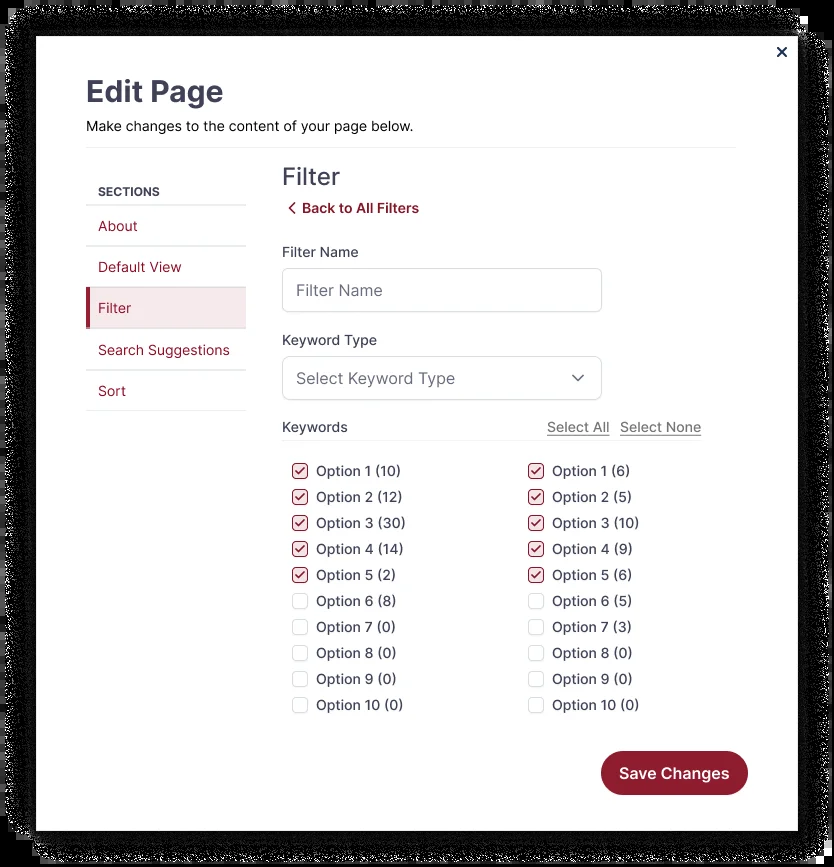 Edit Page
Make changes to the content of your page below.
SECTIONS
About
Default View
Filter
Search Suggestions
Sort
Filter
Back to All Filters
Filter Name
Filter Name
Keyword Type
Select Keyword Type
Keywords Select All Select None
Option 1 (10)
Option 2 (12)
Option 3 (30)
Option 4 (14)
Option 5 (2)
Option 6 (8)
Option 7 (0)
Option 8 (0)
Option 9 (0)
Option 10 (0)
Option 1 (6)
Option 2 (5)
Option 3 (10)
Option 4 (9)
Option 5 (6)
Option 6 (5)
Option 7 (3)
Option 8 (0)
Option 9 (0)
Option 10 (0)
Save Changes